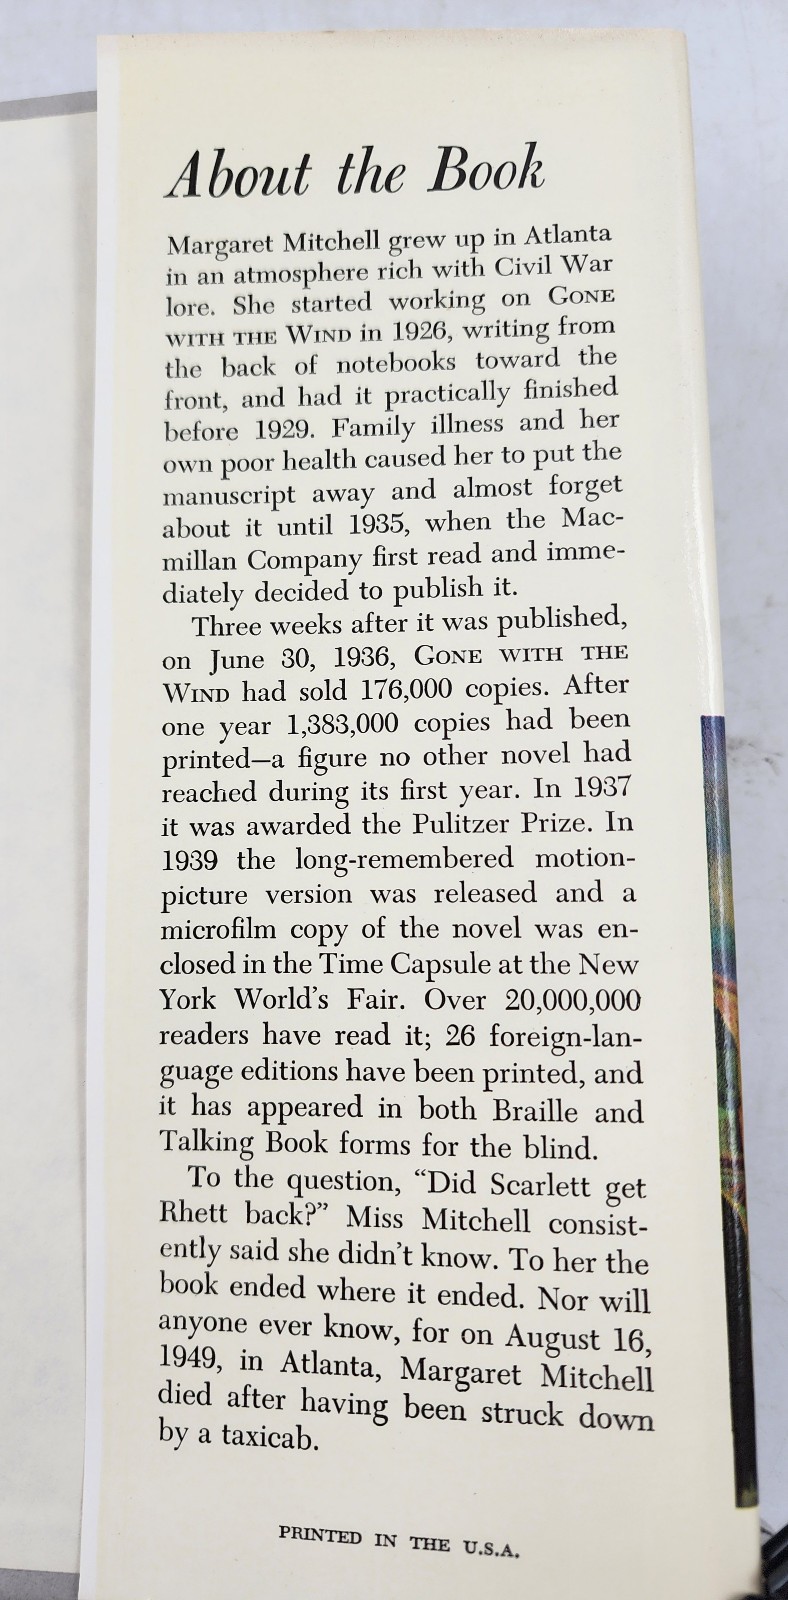 About the Book
Margaret Mitchell grew up in Atlanta
in an atmosphere rich with Civil War
lore. She started working on GONE
WITH THE WIND in 1926, writing from
the back of notebooks toward the
front, and had it practically finished
before 1929. Family illness and her
own poor health caused her to put the
manuscript away and almost forget
about it until 1935, when the Mac-
millan Company first read and imme-
diately decided to publish it.
Three weeks after it was published,
on June 30, 1936, GONE WITH THE
WIND had sold 176,000 copies. After
one year 1,383,000 copies had been
printed—a figure no other novel had
reached during its first year. In 1937
it was awarded the Pulitzer Prize. In
1939 the long-remembered motion-
picture version was released and a
microfilm copy of the novel was en-
closed in the Time Capsule at the New
York World's Fair. Over 20,000,000
readers have read it; 26 foreign-lan-
guage editions have been printed, and
it has appeared in both Braille and
Talking Book forms for the blind.
To the question, “Did Scarlett get
Rhett back?” Miss Mitchell consist-
ently said she didn't know. To her the
book ended where it ended. Nor will
anyone ever know, for on August 16,
1949, in Atlanta, Margaret Mitchell
died after having been struck down
by a taxicab.
PRINTED IN THE U.S.A.